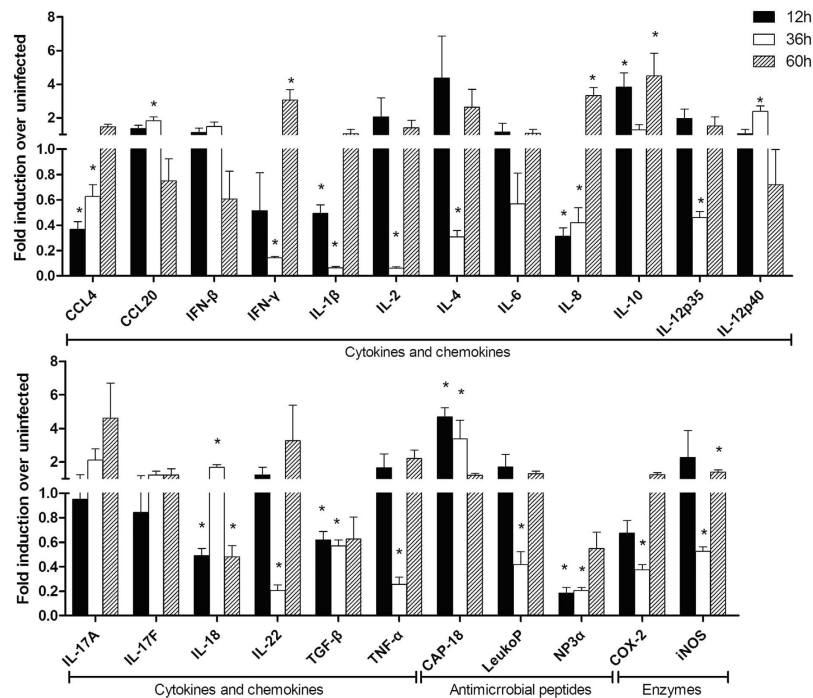 Fold induction over uninfected
8
6
4
2
1.0
0.8
0.6
0.4
0.2
0.0
* * * * * * * * * * * * * * * *
12h
36h
60h
CCL4 CCL20 IFN-β IFN-γ IL-1β IL-2 IL-4 IL-6 IL-8 IL-10 IL-12p35 IL-12p40
Cytokines and chemokines
Fold induction over uninfected
8
6
4
2
1.0
0.8
0.6
0.4
0.2
0.0
* * * * * * * * * * * * * * *
IL-17A IL-17F IL-18 IL-22 TGF-β TNF-α CAP-18 LeukoP NP3α COX-2 iNOS
Cytokines and chemokines Antimicrrobial peptides Enzymes